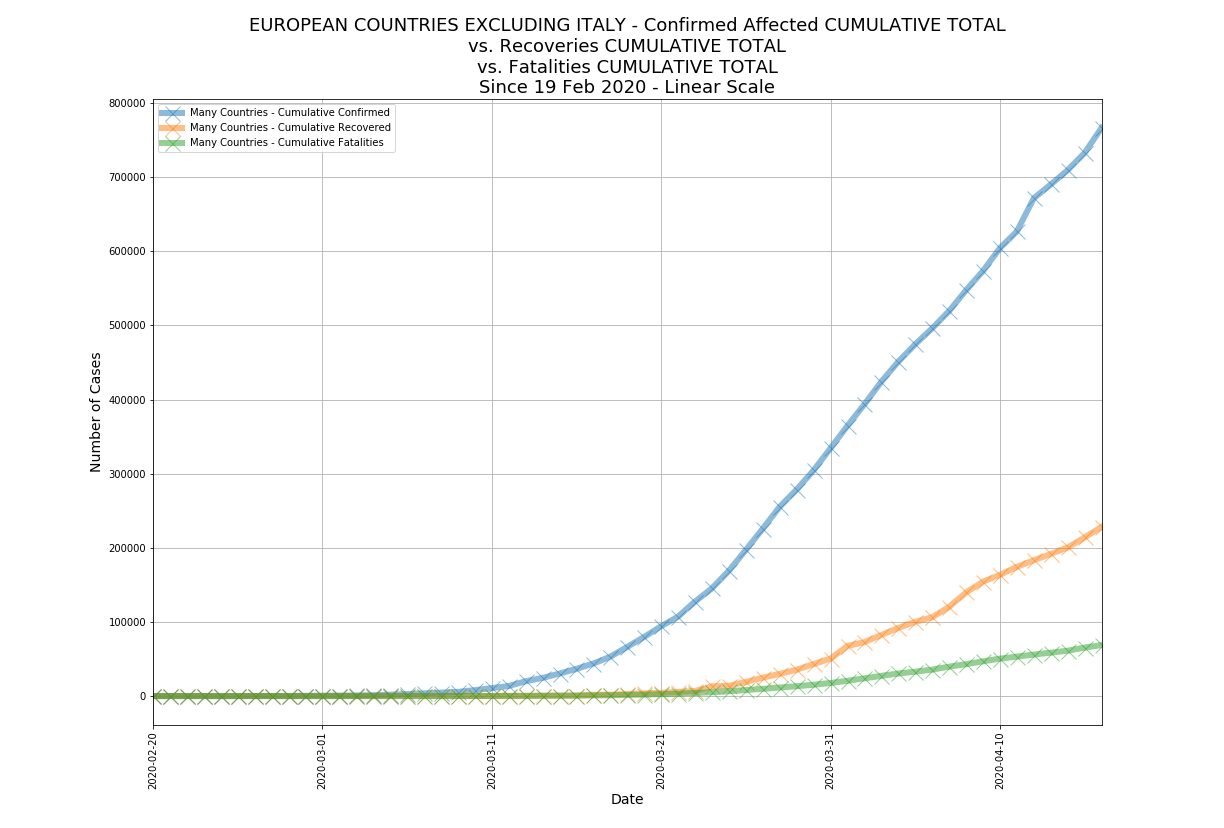 EUROPEAN COUNTRIES EXCLUDING ITALY - Confirmed Affected CUMULATIVE TOTAL
vs. Recoveries CUMULATIVE TOTAL
vs. Fatalities CUMULATIVE TOTAL
Since 19 Feb 2020 - Linear Scale
Many Countries - Cumulative Confirmed
Many Countries - Cumulative Recovered
Many Countries - Cumulative Fatalities
Number of Cases
800000
700000
600000
500000
400000
300000
200000
100000
0
2020-02-20
2020-03-01
2020-03-11
2020-03-21
2020-03-31
2020-04-10
Date